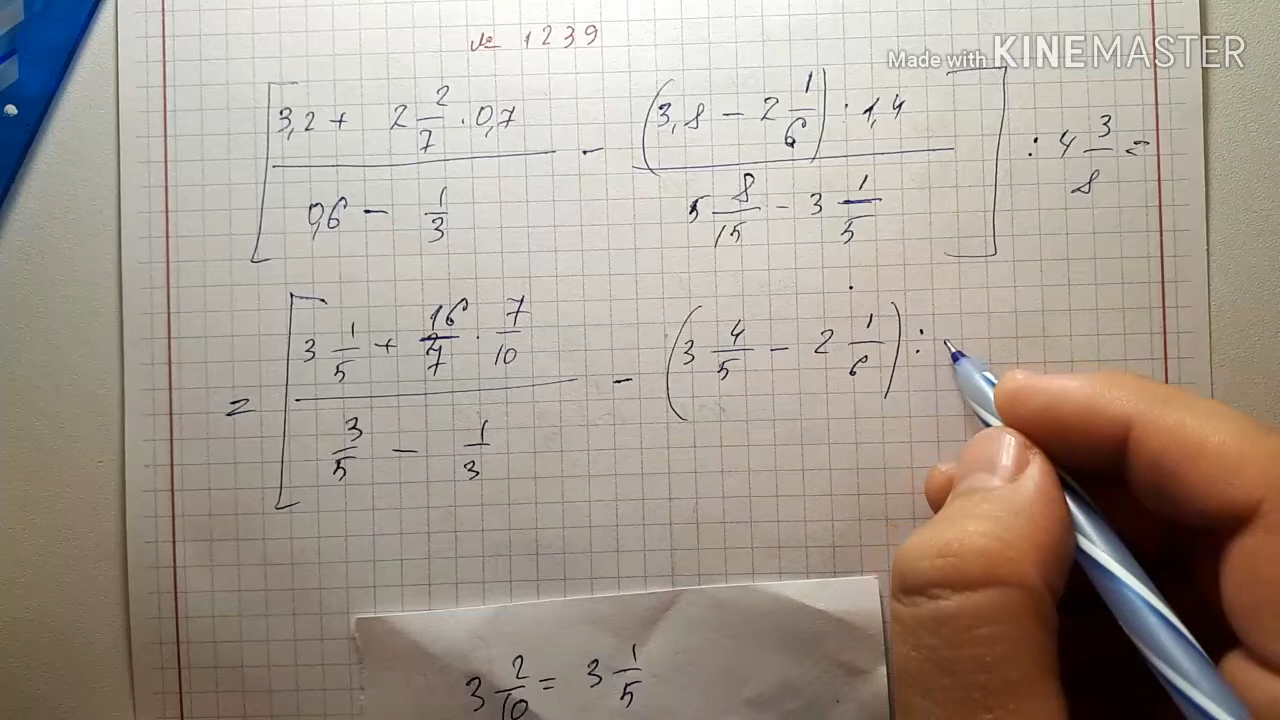 № 1239
Made with KINEMASTER
[(3,2 + 2 2/7 · 0,7)/(0,6 - 1/3) - ((3,8 - 2 1/6) : 1,4)/(5 8/15 - 3 1/5)] : 4 3/8 =
= [(3 1/5 + 16/7 · 7/10)/(3/5 - 1/3) - (3 4/5 - 2 1/6) :
3 2/10 = 3 1/5